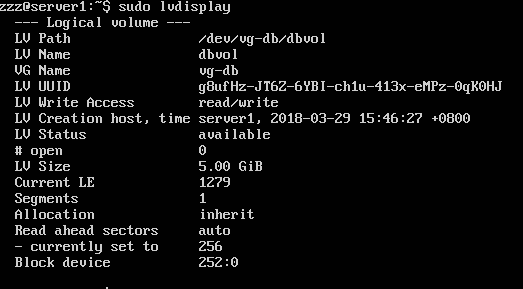 zzz@server1:~$ sudo lvdisplay
--- Logical volume ---
LV Path /dev/vg-db/dbvol
LV Name dbvol
VG Name vg-db
LV UUID g8ufHz-JT6Z-6YBI-ch1u-413x-eMPz-0qK0HJ
LV Write Access read/write
LV Creation host, time server1, 2018-03-29 15:46:27 +0800
LV Status available
# open 0
LV Size 5.00 GiB
Current LE 1279
Segments 1
Allocation inherit
Read ahead sectors auto
- currently set to 256
Block device 252:0